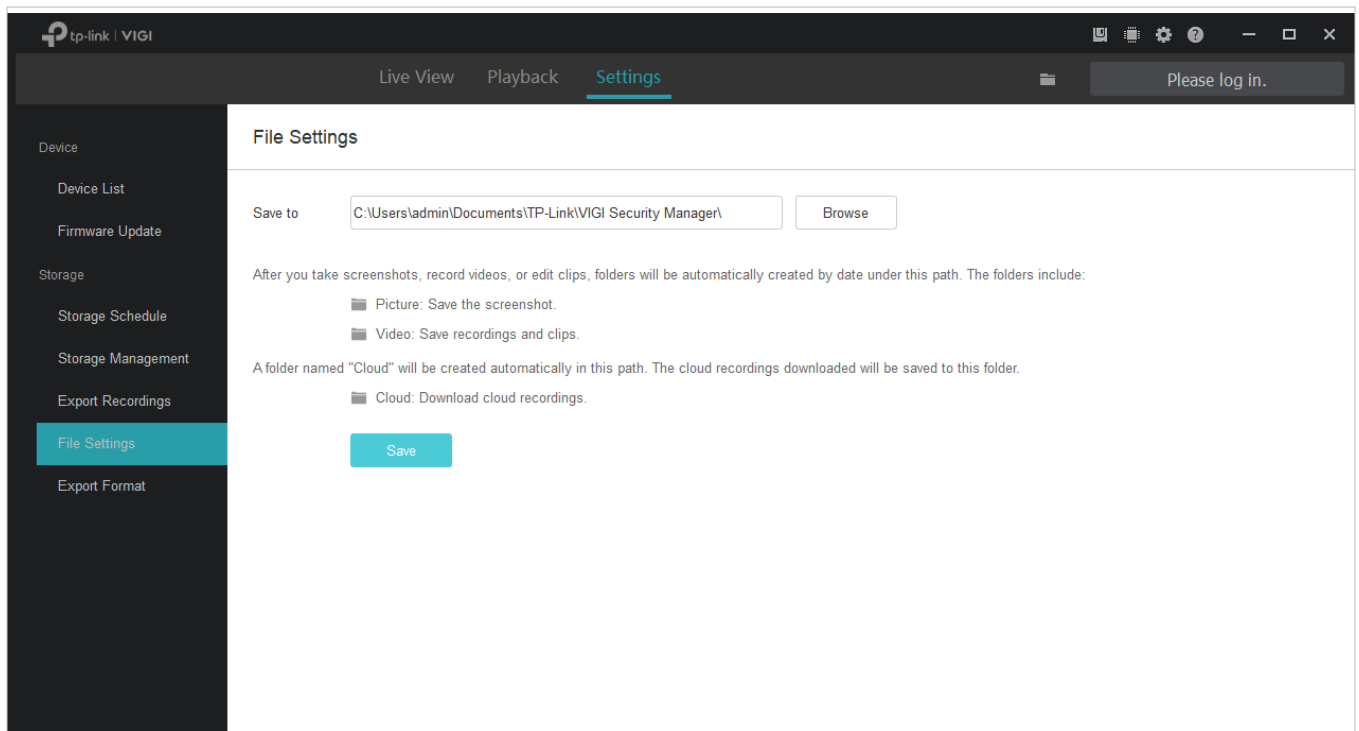 tp-link | VIGI
Live View Playback Settings Please log in.
Device
Device List
Firmware Update
Storage
Storage Schedule
Storage Management
Export Recordings
File Settings
Export Format
File Settings
Save to C:\Users\admin\Documents\TP-Link\VIGI Security Manager\ Browse
After you take screenshots, record videos, or edit clips, folders will be automatically created by date under this path. The folders include:
Picture: Save the screenshot.
Video: Save recordings and clips.
A folder named "Cloud" will be created automatically in this path. The cloud recordings downloaded will be saved to this folder.
Cloud: Download cloud recordings.
Save